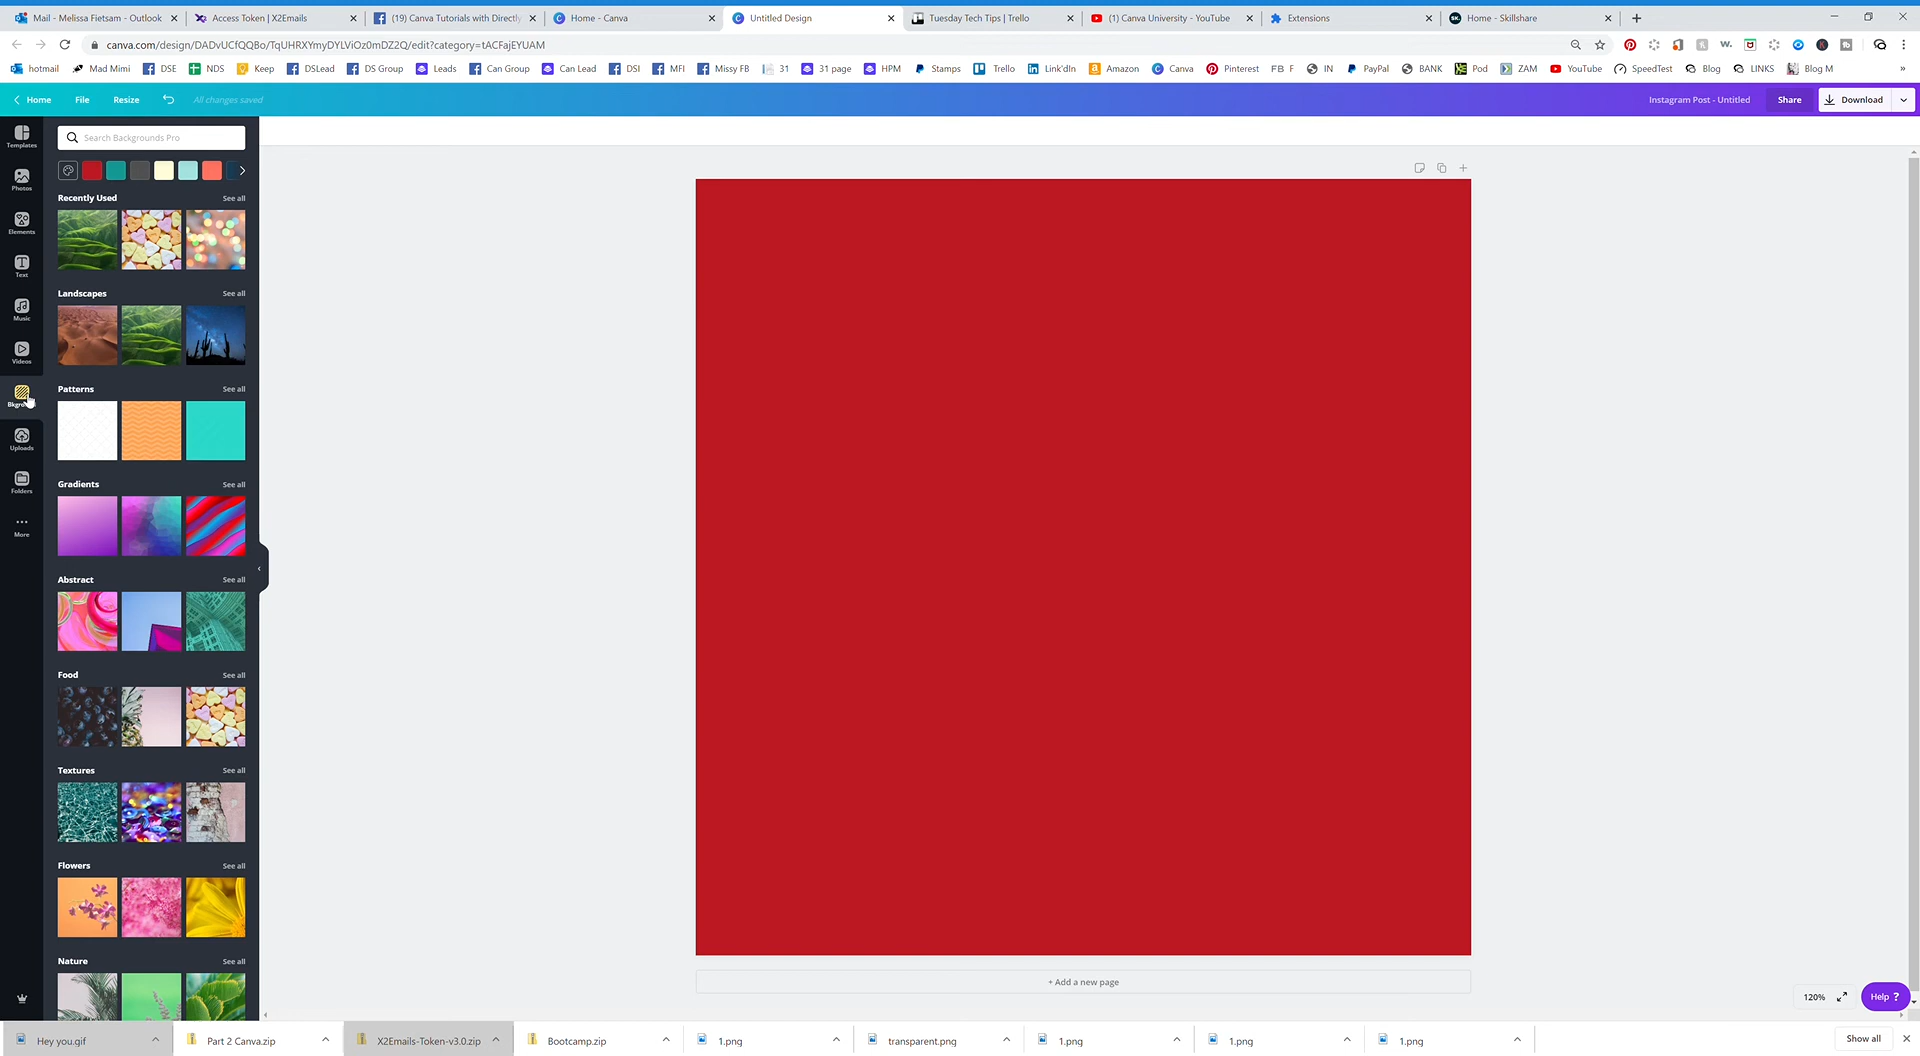 Mail - Melissa Fietsam - Outlook
Access Token | X2Emails
(19) Canva Tutorials with Directly
Home - Canva
Untitled Design
Tuesday Tech Tips | Trello
(1) Canva University - YouTube
Extensions
Home - Skillshare
canva.com/design/DADvUCfQQBo/TqUHRXYmyDYLViOz0mDZ2Q/edit?category=tACFajEYUAM
hotmail Mad Mimi DSE NDS Keep DSLead DS Group Leads Can Group Can Lead DSI MFI Missy FB 31 31 page HPM Stamps Trello Link'dIn Amazon Canva Pinterest FB F IN PayPal BANK Pod ZAM YouTube SpeedTest Blog LINKS Blog M
Home File Resize All changes saved Instagram Post - Untitled Share Download
Templates
Photos
Elements
Text
Music
Videos
Uploads
Folders
More
Search Backgrounds Pro
Recently Used See all
Landscapes See all
Patterns See all
Gradients See all
Abstract See all
Food See all
Textures See all
Flowers See all
Nature See all
+ Add a new page
120% Help ?
Hey you.gif
Part 2 Canva.zip
X2Emails-Token-v3.0.zip
Bootcamp.zip
1.png
transparent.png
1.png
1.png
1.png
Show all